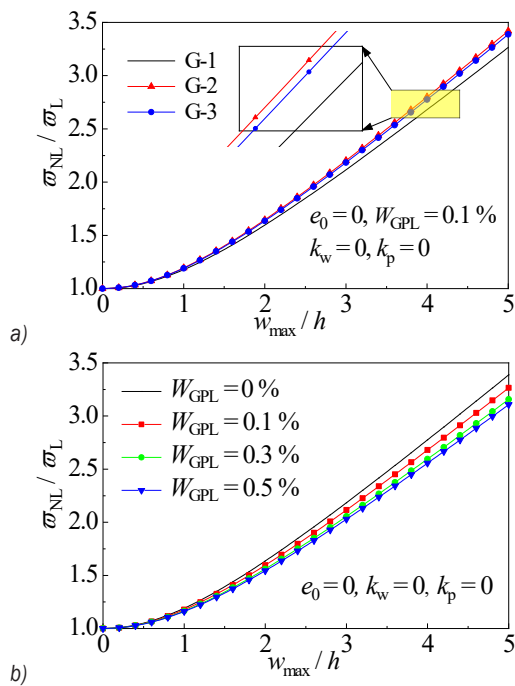 3.5
3.0
2.5
2.0
1.5
1.0
ϖNL / ϖL
G-1
G-2
G-3
e0=0, WGPL=0.1 %
kw=0, kp=0
0 1 2 3 4 5
wmax/h
a)
3.5
3.0
2.5
2.0
1.5
1.0
ϖNL / ϖL
WGPL=0 %
WGPL=0.1 %
WGPL=0.3 %
WGPL=0.5 %
e0=0, kw=0, kp=0
0 1 2 3 4 5
wmax/h
b)